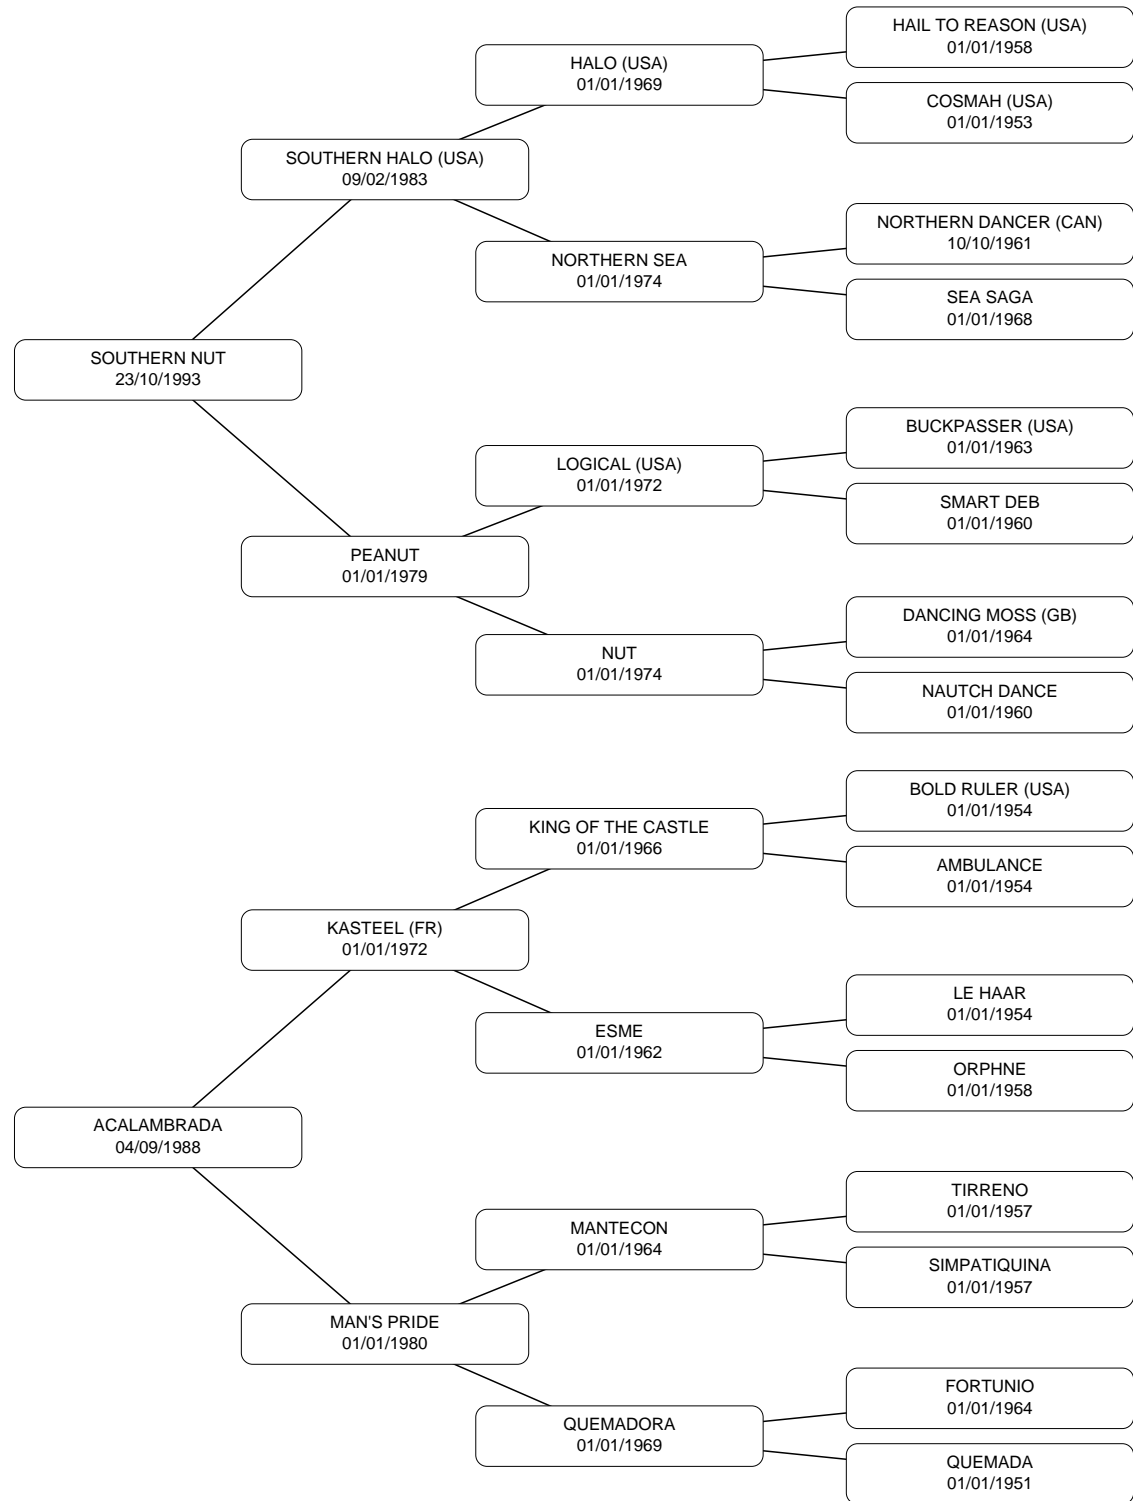 HAIL TO REASON (USA)
01/01/1958
HALO (USA)
01/01/1969
COSMAH (USA)
01/01/1953
SOUTHERN HALO (USA)
09/02/1983
NORTHERN DANCER (CAN)
10/10/1961
NORTHERN SEA
01/01/1974
SEA SAGA
01/01/1968
SOUTHERN NUT
23/10/1993
BUCKPASSER (USA)
01/01/1963
LOGICAL (USA)
01/01/1972
SMART DEB
01/01/1960
PEANUT
01/01/1979
DANCING MOSS (GB)
01/01/1964
NUT
01/01/1974
NAUTCH DANCE
01/01/1960
BOLD RULER (USA)
01/01/1954
KING OF THE CASTLE
01/01/1966
AMBULANCE
01/01/1954
KASTEEL (FR)
01/01/1972
LE HAAR
01/01/1954
ESME
01/01/1962
ORPHNE
01/01/1958
ACALAMBRADA
04/09/1988
TIRRENO
01/01/1957
MANTECON
01/01/1964
SIMPATIQUINA
01/01/1957
MAN'S PRIDE
01/01/1980
FORTUNIO
01/01/1964
QUEMADORA
01/01/1969
QUEMADA
01/01/1951